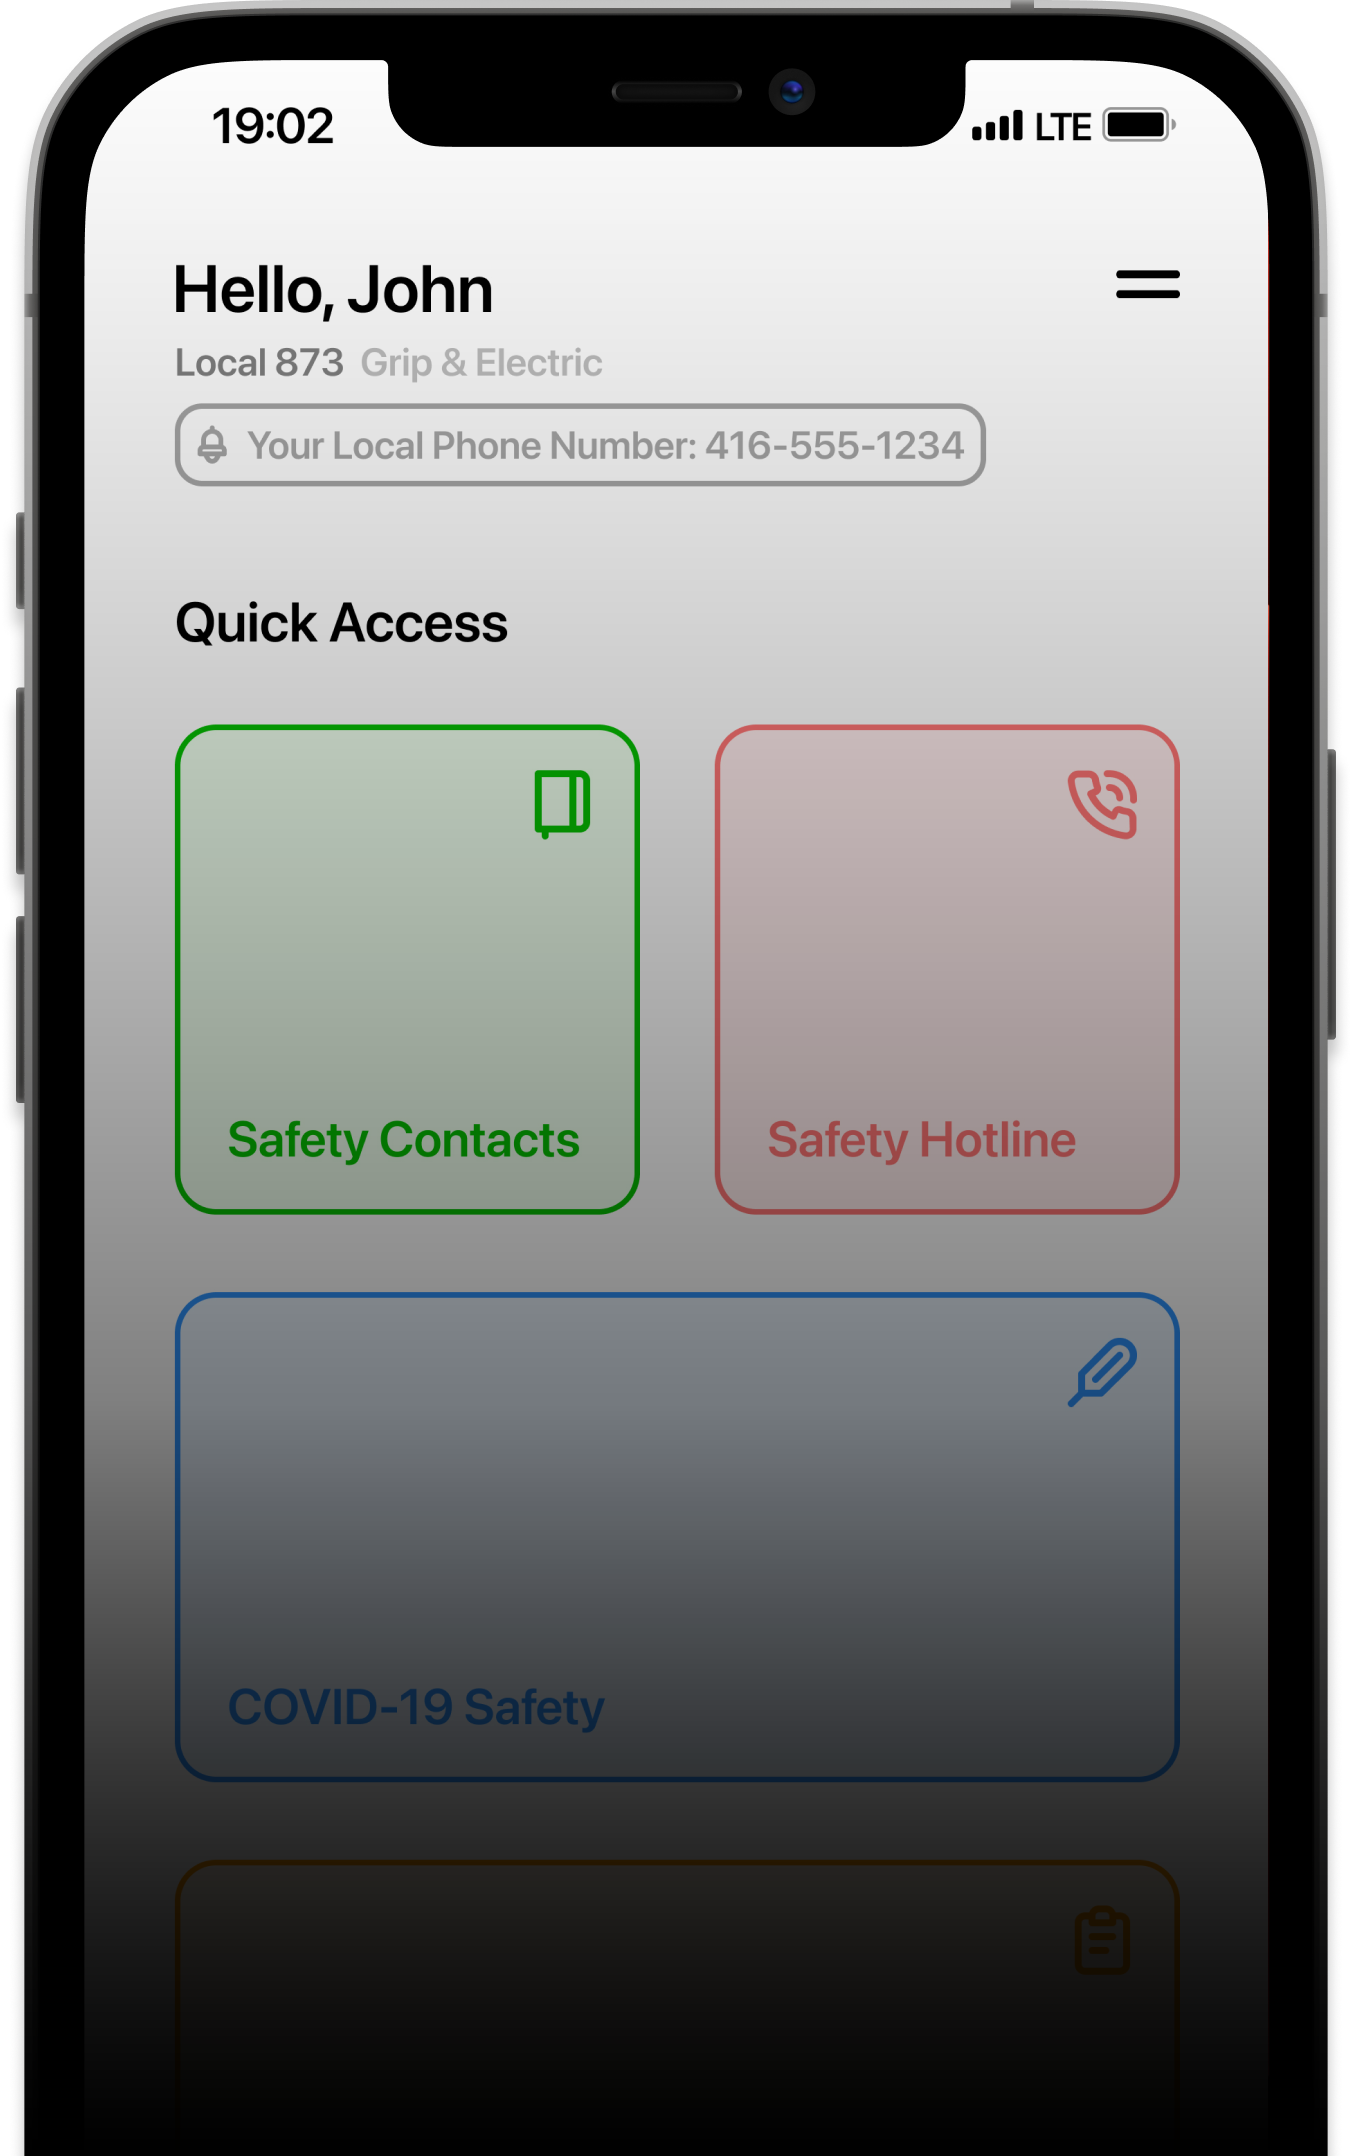 19:02 LTE
Hello, John
Local 873 Grip & Electric
Your Local Phone Number: 416-555-1234
Quick Access
Safety Contacts
Safety Hotline
COVID-19 Safety